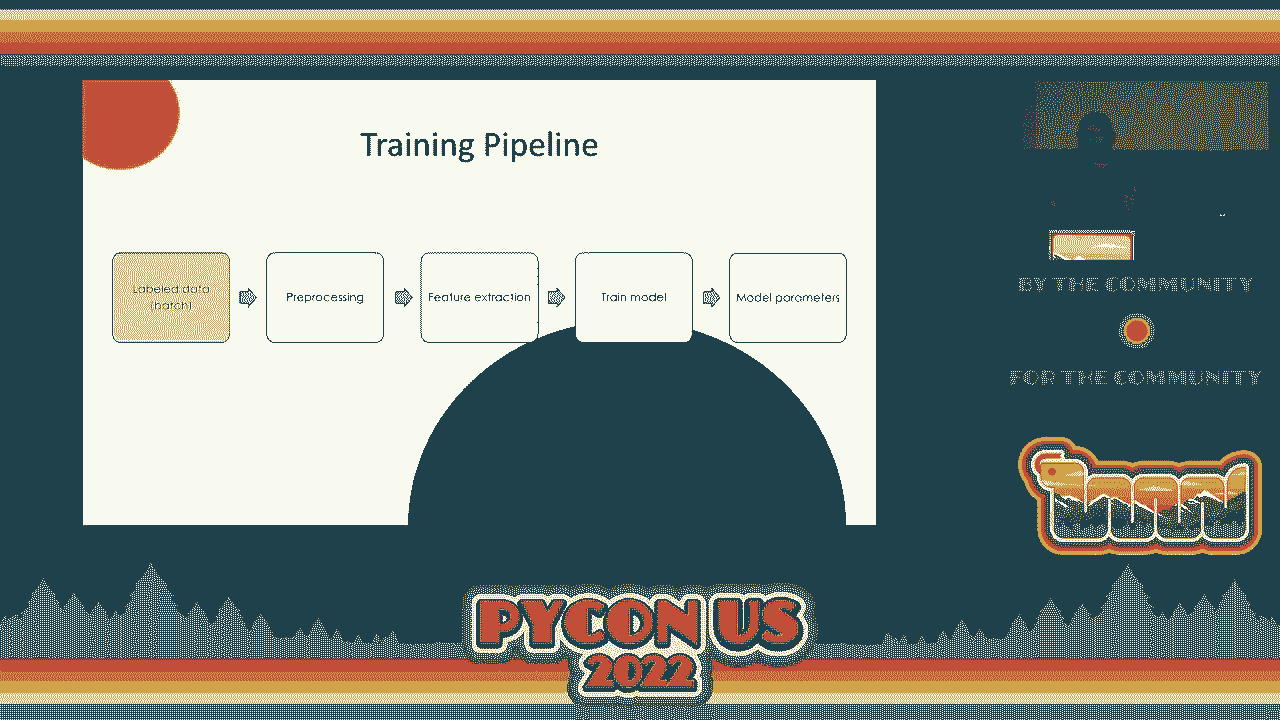 Training Pipeline
Labeled data
(batch)
Preprocessing
Feature extraction
Train model
Model parameters
BY THE COMMUNITY
FOR THE COMMUNITY
PYCON US
2022